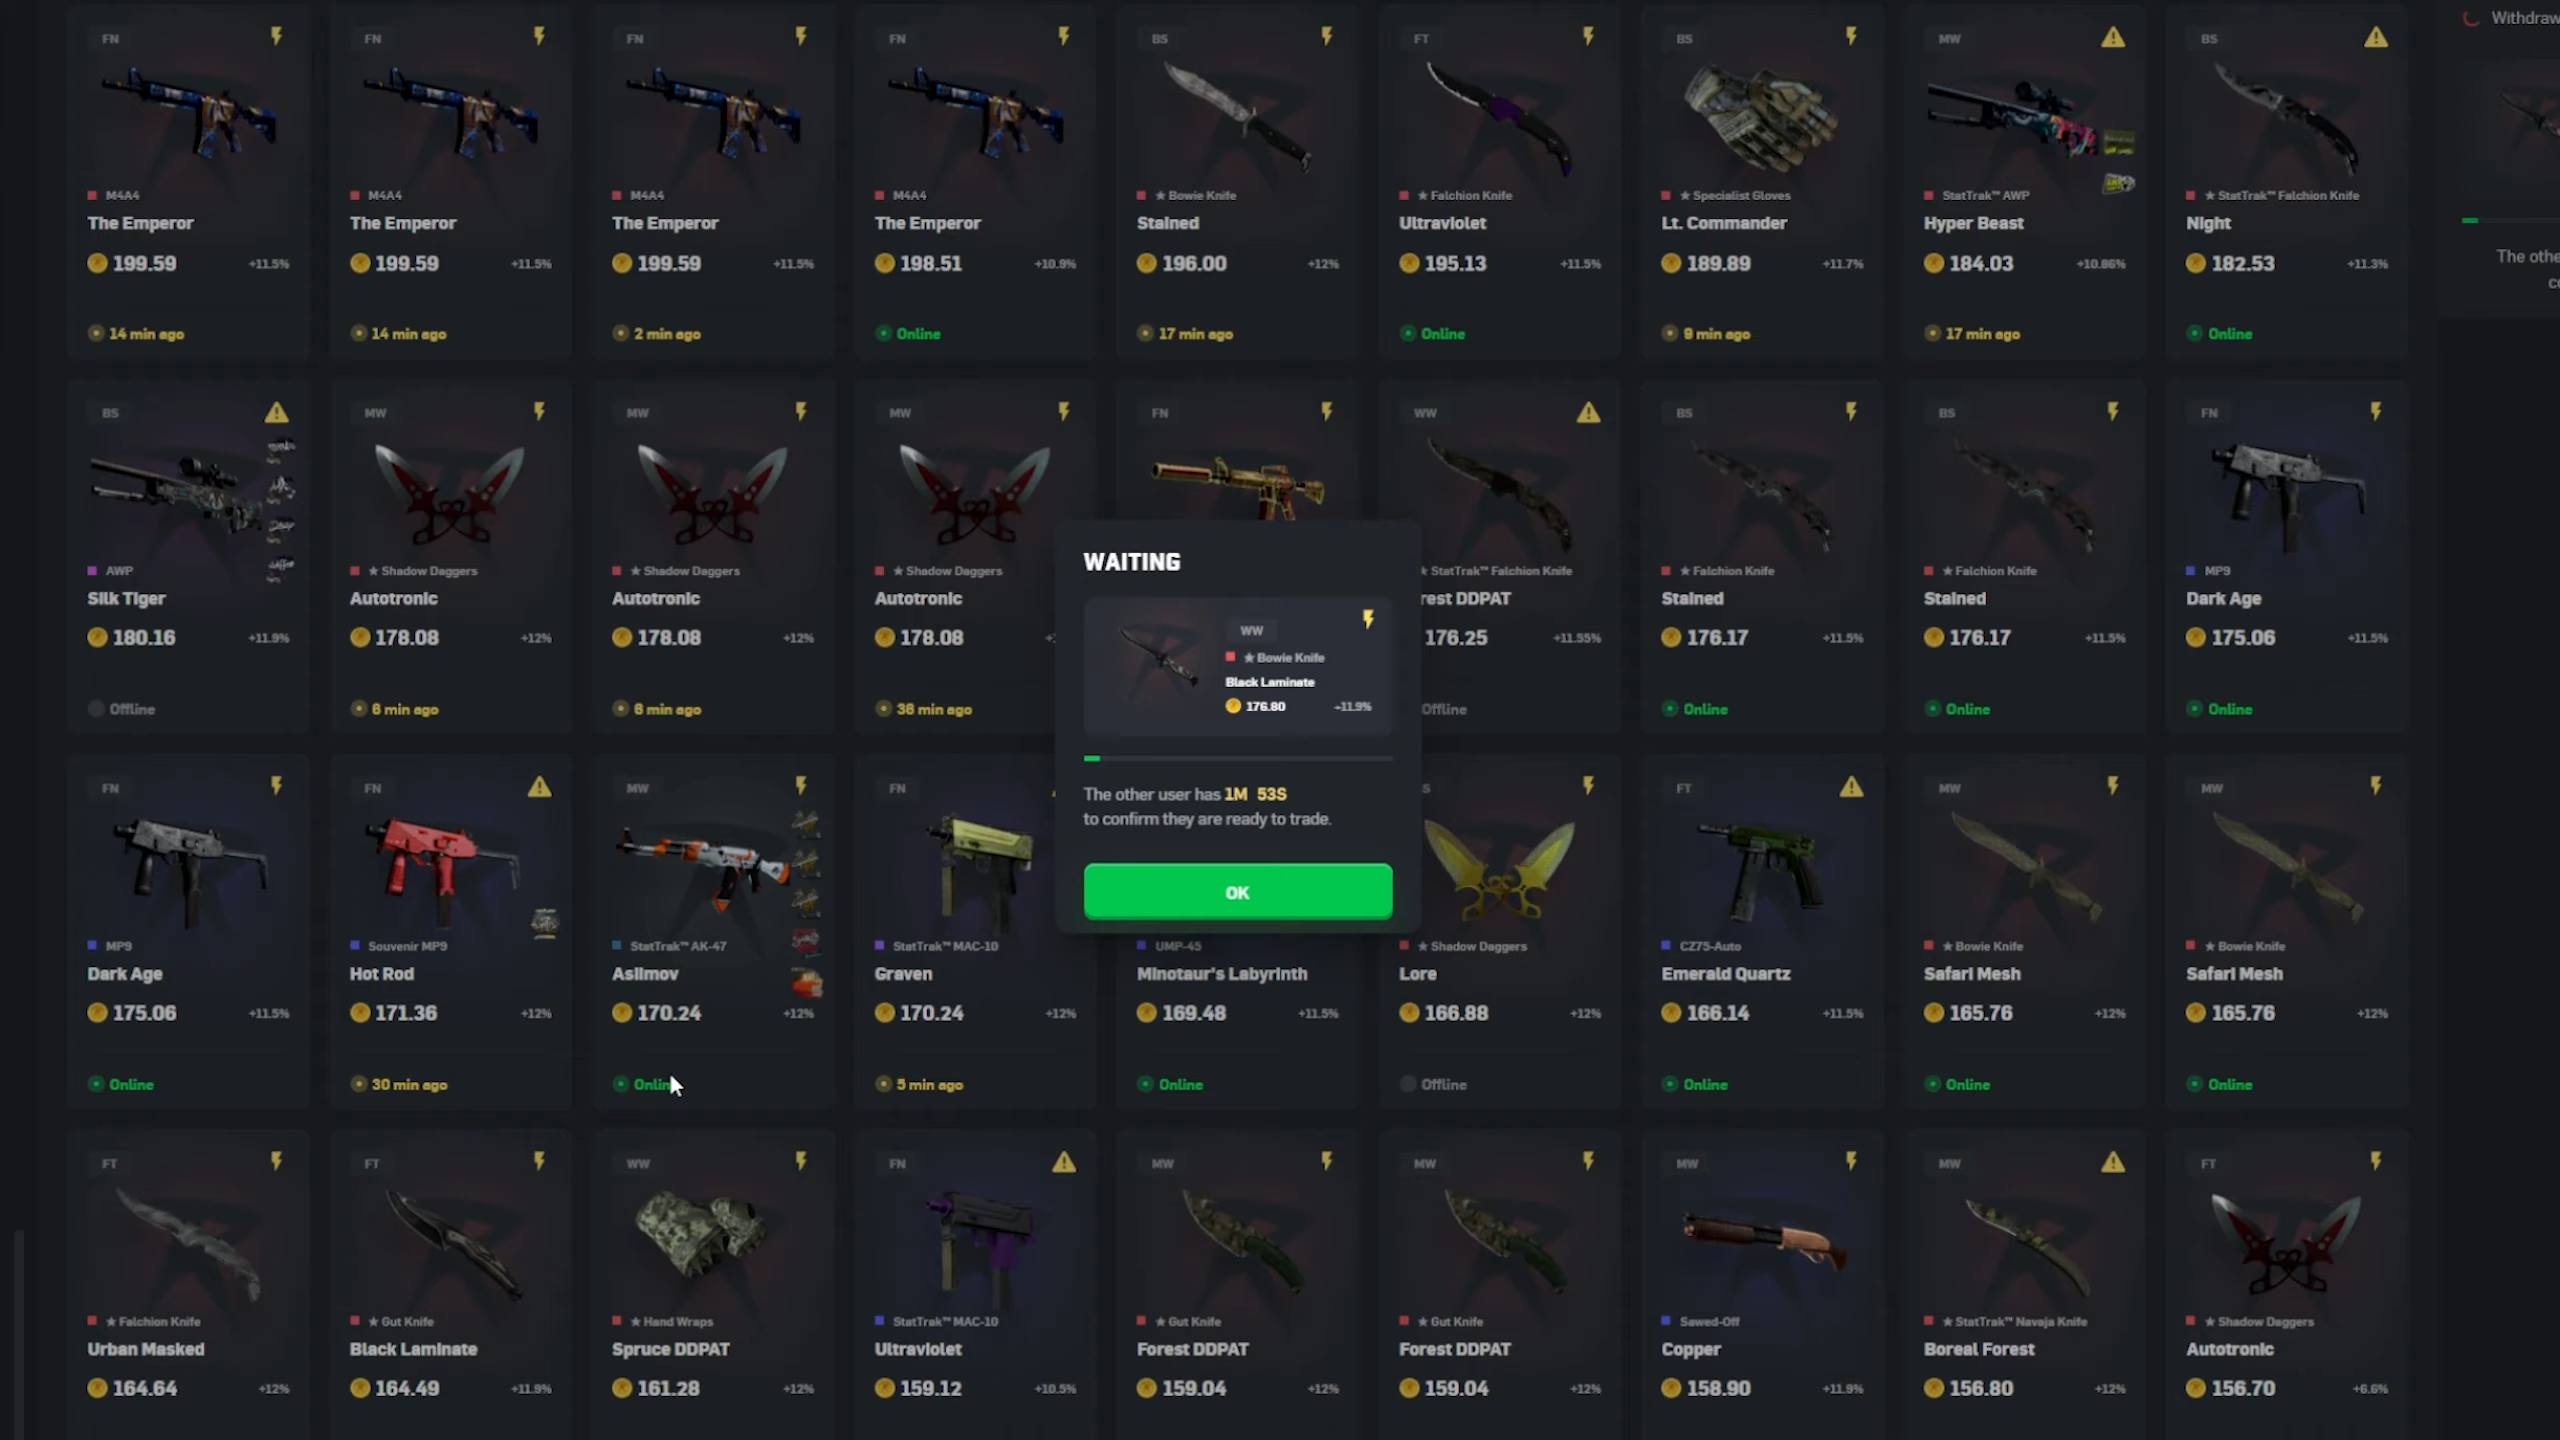 Withdraw
FN
FN
FN
FN
BS
FT
BS
MW
BS
M4A4
M4A4
M4A4
M4A4
★ Bowie Knife
★ Falchion Knife
★ Specialist Gloves
StatTrak™ AWP
★ StatTrak™ Falchion Knife
The Emperor
The Emperor
The Emperor
The Emperor
Stained
Ultraviolet
Lt. Commander
Hyper Beast
Night
199.59 +11.5%
199.59 +11.5%
199.59 +11.5%
198.51 +10.9%
196.00 +12%
195.13 +11.5%
189.89 +11.7%
184.03 +10.86%
182.53 +11.3%
The othe
14 min ago
14 min ago
2 min ago
Online
17 min ago
Online
9 min ago
17 min ago
Online
BS
MW
MW
MW
FN
WW
BS
BS
FN
AWP
★ Shadow Daggers
★ Shadow Daggers
★ Shadow Daggers
★ StatTrak™ Falchion Knife
★ Falchion Knife
★ Falchion Knife
MP9
Silk Tiger
Autotronic
Autotronic
Autotronic
rest DDPAT
Stained
Stained
Dark Age
180.16 +11.9%
178.08 +12%
178.08 +12%
178.08
176.25 +11.55%
176.17 +11.5%
176.17 +11.5%
175.06 +11.5%
Offline
6 min ago
6 min ago
38 min ago
Offline
Online
Online
Online
WAITING
WW
★ Bowie Knife
Black Laminate
176.80 +11.9%
The other user has 1M 53S
to confirm they are ready to trade.
OK
FN
FN
MW
FN
S
FT
MW
MW
MP9
Souvenir MP9
StatTrak™ AK-47
StatTrak™ MAC-10
UMP-45
★ Shadow Daggers
CZ75-Auto
★ Bowie Knife
★ Bowie Knife
Dark Age
Hot Rod
Asiimov
Graven
Minotaur's Labyrinth
Lore
Emerald Quartz
Safari Mesh
Safari Mesh
175.06 +11.5%
171.36 +12%
170.24 +12%
170.24 +12%
169.48 +11.5%
166.88 +12%
166.14 +11.5%
165.76 +12%
165.76 +12%
Online
30 min ago
Onlin
5 min ago
Online
Offline
Online
Online
Online
FT
FT
WW
FN
MW
MW
MW
MW
FT
★ Falchion Knife
★ Gut Knife
★ Hand Wraps
StatTrak™ MAC-10
★ Gut Knife
★ Gut Knife
Sawed-Off
★ StatTrak™ Navaja Knife
★ Shadow Daggers
Urban Masked
Black Laminate
Spruce DDPAT
Ultraviolet
Forest DDPAT
Forest DDPAT
Copper
Boreal Forest
Autotronic
164.64 +12%
164.49 +11.9%
161.28 +12%
159.12 +10.5%
159.04 +12%
159.04 +12%
158.90 +11.9%
156.80 +12%
156.70 +6.6%